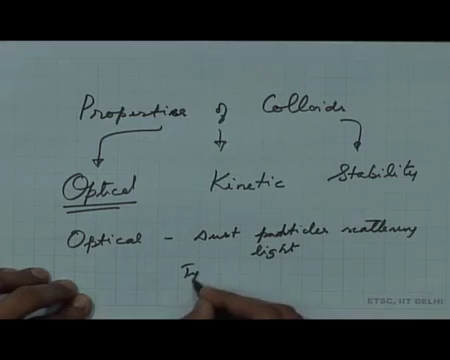 Properties of Colloids
Optical Kinetic Stability
Optical - Dust particles scattering
light
ETSC, IIT DELHI